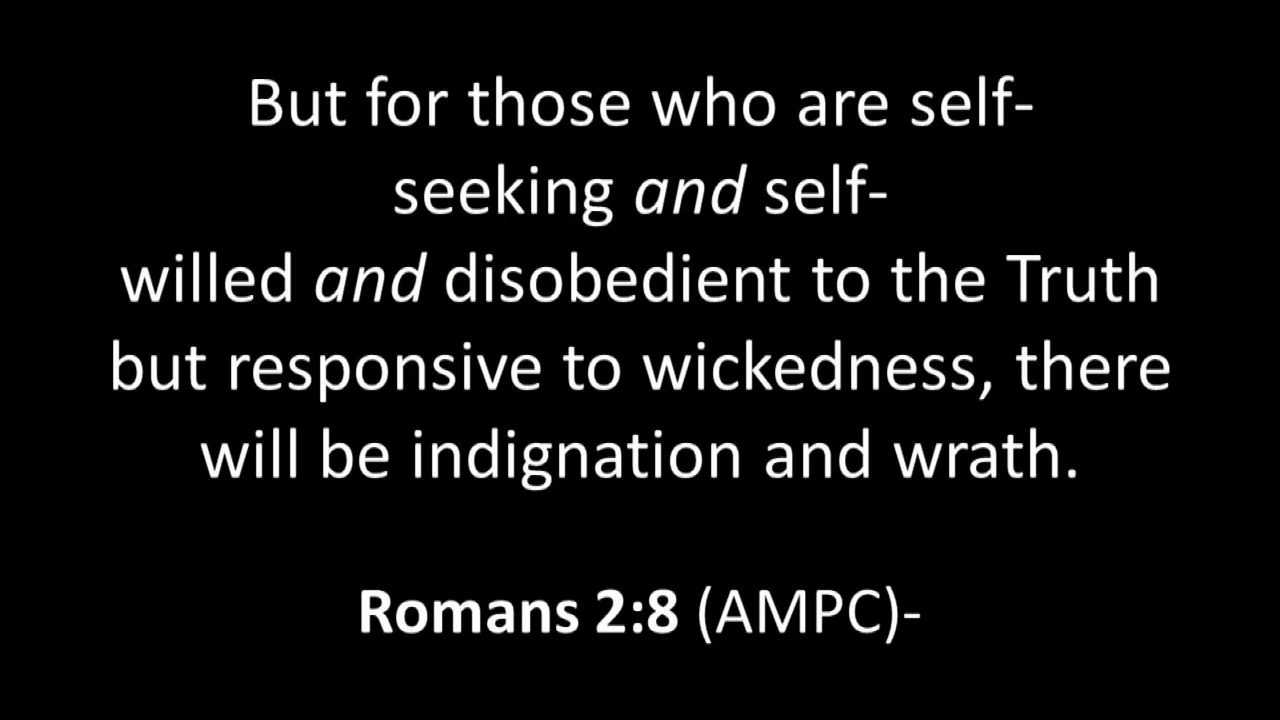 But for those who are self-
seeking and self-
willed and disobedient to the Truth
but responsive to wickedness, there
will be indignation and wrath.
Romans 2:8 (AMPC)-